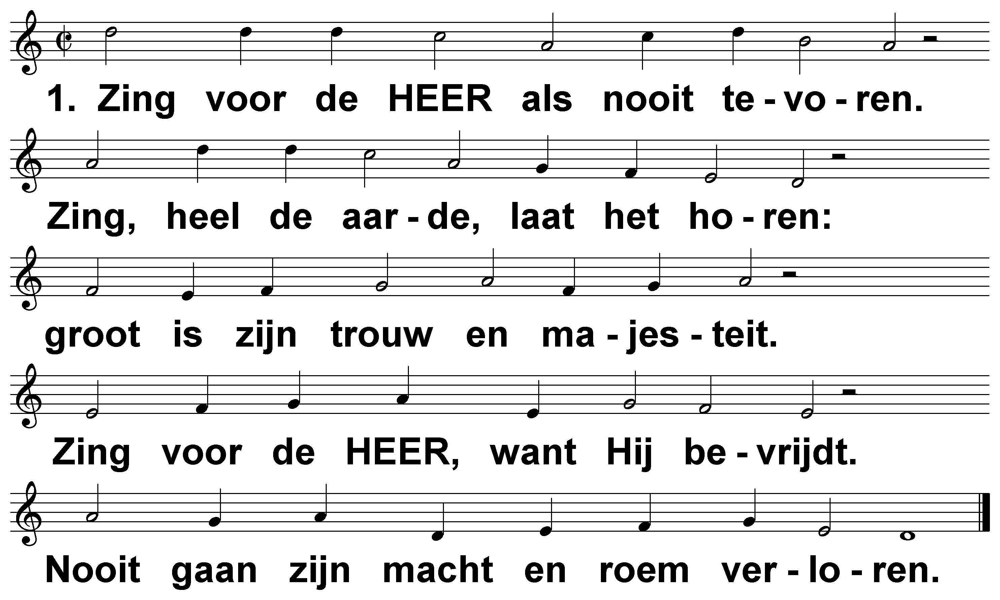 1. Zing voor de HEER als nooit te - vo - ren.
Zing, heel de aar - de, laat het ho - ren:
groot is zijn trouw en ma - jes - teit.
Zing voor de HEER, want Hij be - vrijdt.
Nooit gaan zijn macht en roem ver - lo - ren.